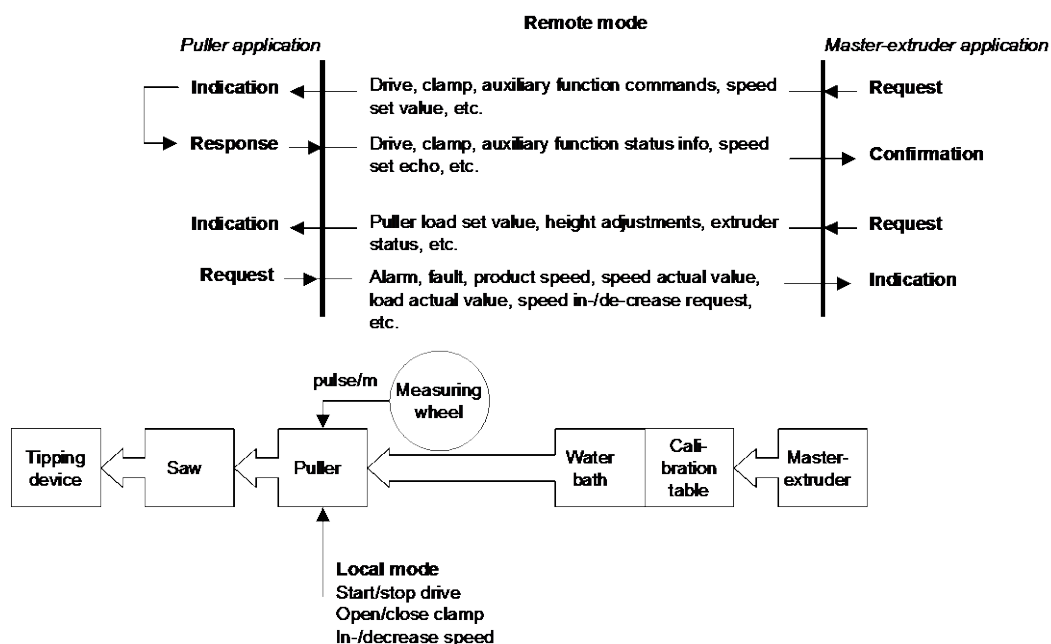 Remote mode
Puller application
Master-extruder application
Indication
Drive, clamp, auxiliary function commands, speed
set value, etc.
Request
Response
Drive, clamp, auxiliary function status info, speed
set echo, etc.
Confirmation
Indication
Puller load set value, height adjustments, extruder
status, etc.
Request
Request
Alarm, fault, product speed, speed actual value,
load actual value, speed in-/de-crease request,
etc.
Indication
pulse/m
Measuring
wheel
Tipping
device
Saw
Puller
Water
bath
Cali-
bration
table
Master-
extruder
Local mode
Start/stop drive
Open/close clamp
In-/decrease speed